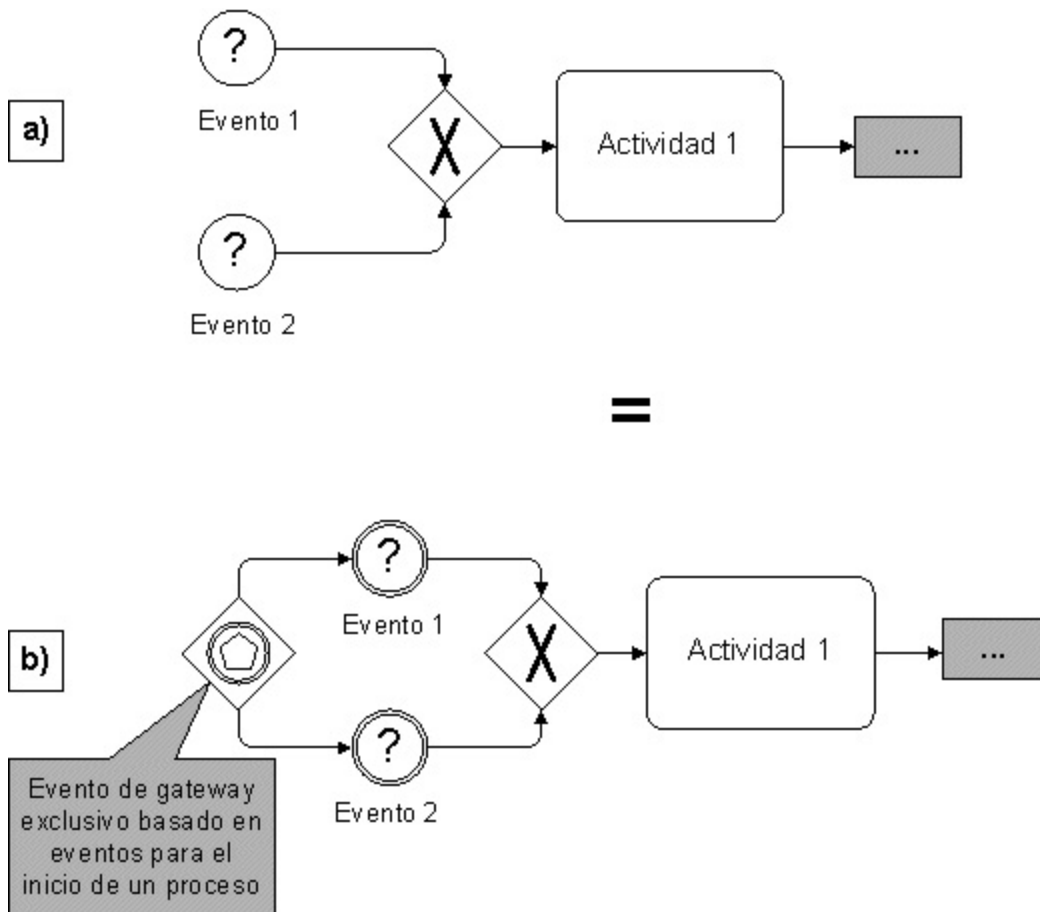 ?
Evento 1
a)
X
Actividad 1
...
?
Evento 2
=
?
Evento 1
b)
X
Actividad 1
...
?
Evento 2
Evento de gateway
exclusivo basado en
eventos para el
inicio de un proceso